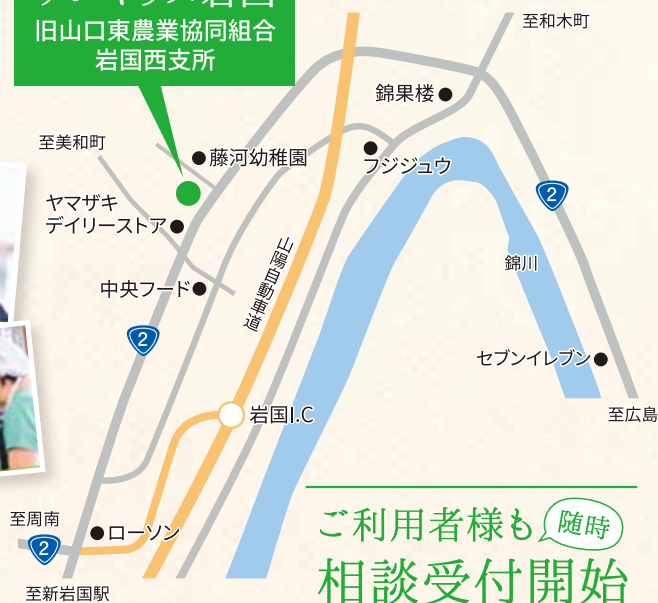 旧山口東農業協同組合
岩国西支所
至和木町
錦果楼
至美和町
藤河幼稚園
フジジュウ
ヤマザキ
デイリーストア
2
錦川
山陽自動車道
中央フード
2
セブンイレブン
岩国I.C
至広島
至周南
ローソン
2
至新岩国駅
ご利用者様も
随時
相談受付開始